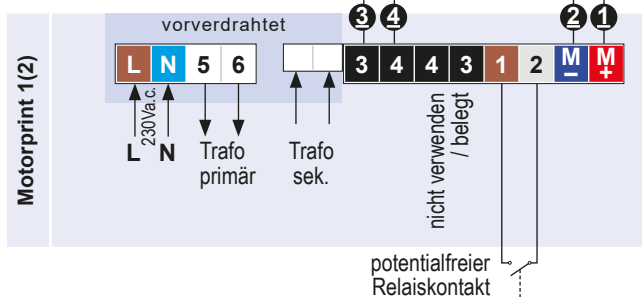 3 4 2 1
vorverdrahtet
L N 5 6 3 4 4 3 1 2 M– M+
230Va.c.
L N
Trafo
primär
Trafo
sek.
nicht verwenden
/ belegt
Motorprint 1(2)
potentialfreier
Relaiskontakt